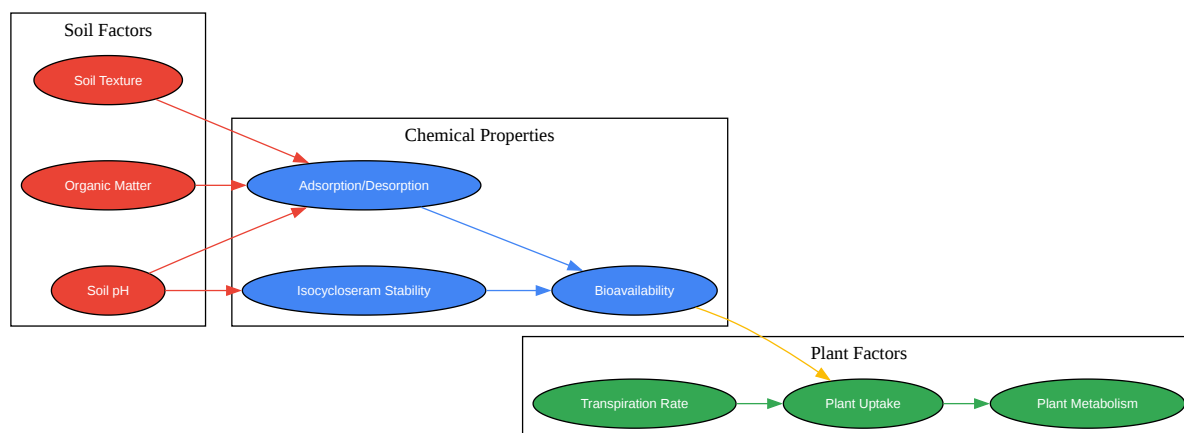 Soil Factors
Soil Texture
Organic Matter
Soil pH
Chemical Properties
Adsorption/Desorption
Isocycloseram Stability
Bioavailability
Plant Factors
Transpiration Rate
Plant Uptake
Plant Metabolism